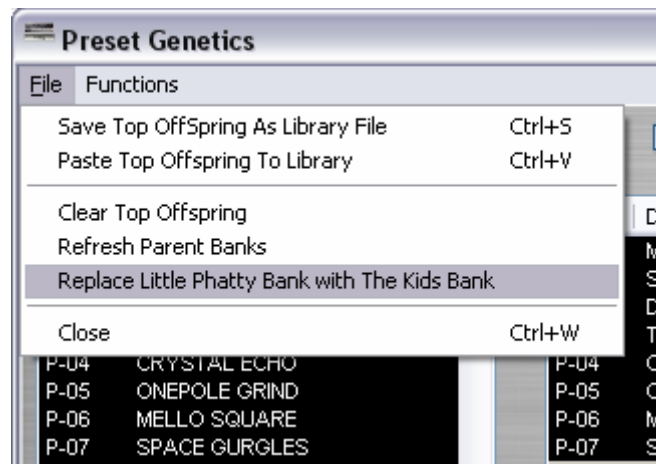 Preset Genetics
File Functions
Save Top OffSpring As Library File Ctrl+S
Paste Top Offspring To Library Ctrl+V
Clear Top Offspring
Refresh Parent Banks
Replace Little Phatty Bank with The Kids Bank
Close Ctrl+W
P-04 CRYSTAL ECHO P-04
P-05 ONEPOLE GRIND P-05
P-06 MELLO SQUARE P-06
P-07 SPACE GURGLES P-07